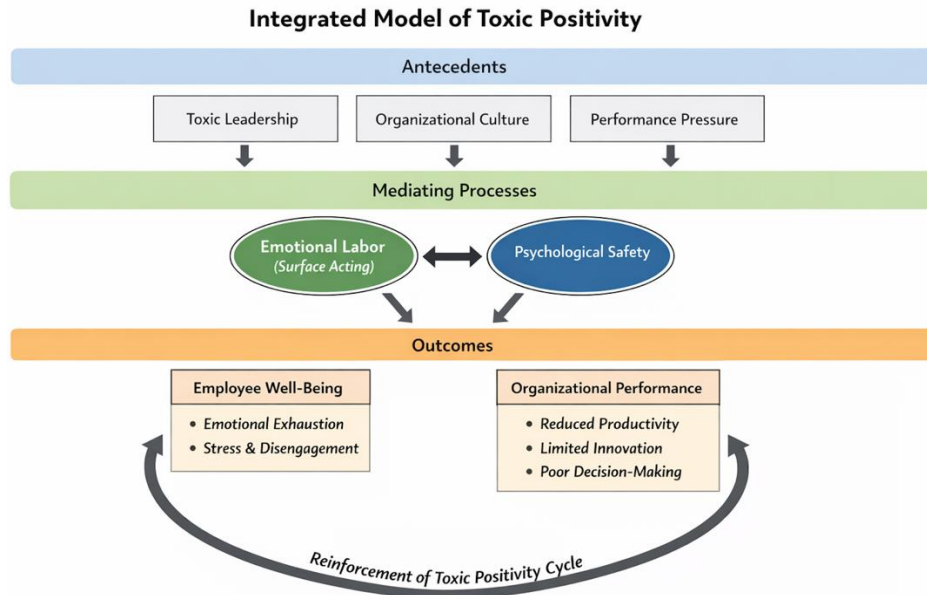 Integrated Model of Toxic Positivity
Antecedents
Toxic Leadership
Organizational Culture
Performance Pressure
Mediating Processes
Emotional Labor
(Surface Acting)
Psychological Safety
Outcomes
Employee Well-Being
• Emotional Exhaustion
• Stress & Disengagement
Organizational Performance
• Reduced Productivity
• Limited Innovation
• Poor Decision-Making
Reinforcement of Toxic Positivity Cycle